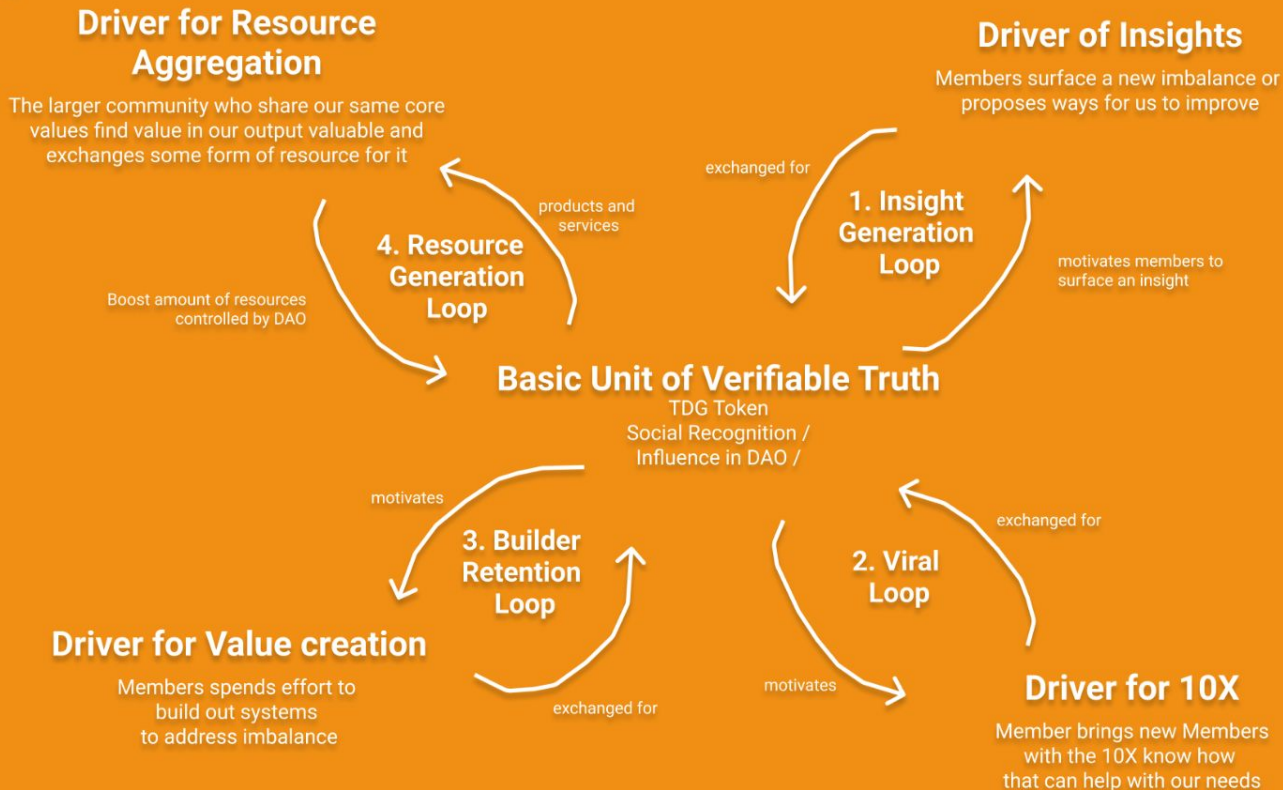 Driver for Resource
Aggregation
The larger community who share our same core
values find value in our output valuable and
exchanges some form of resource for it
Driver of Insights
Members surface a new imbalance or
proposes ways for us to improve
exchanged for
1. Insight
Generation
Loop
motivates members to
surface an insight
products and
services
4. Resource
Generation
Loop
Boost amount of resources
controlled by DAO
Basic Unit of Verifiable Truth
TDG Token
Social Recognition /
Influence in DAO /
motivates
3. Builder
Retention
Loop
exchanged for
2. Viral
Loop
Driver for Value creation
Members spends effort to
build out systems
to address imbalance
exchanged for
motivates
Driver for 10X
Member brings new Members
with the 10X know how
that can help with our needs